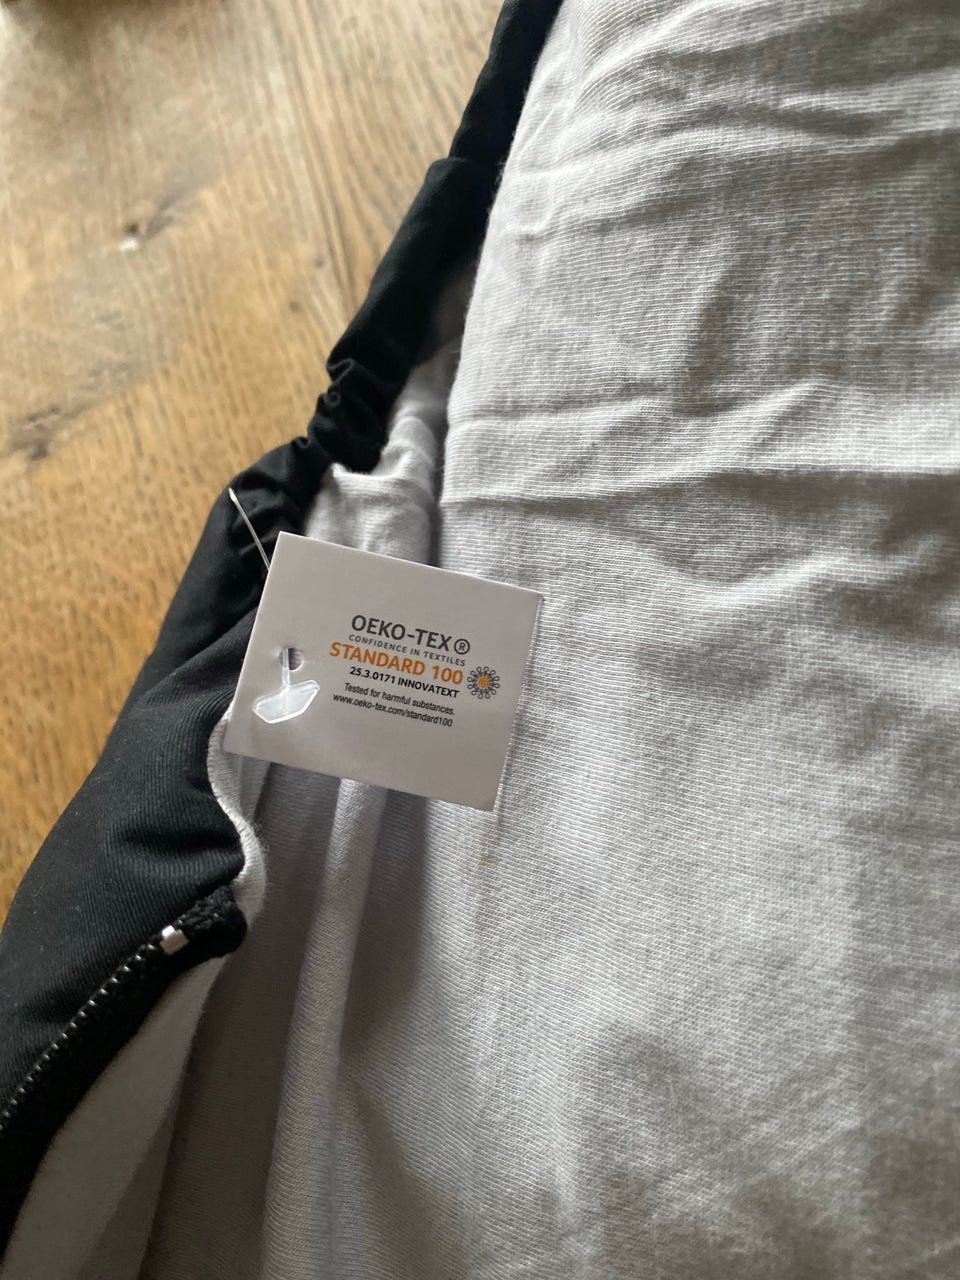 OEKO-TEX®
CONFIDENCE IN TEXTILES
STANDARD 100
25.3.0171 INNOVATEXT
Tested for harmful substances.
www.oeko-tex.com/standard100